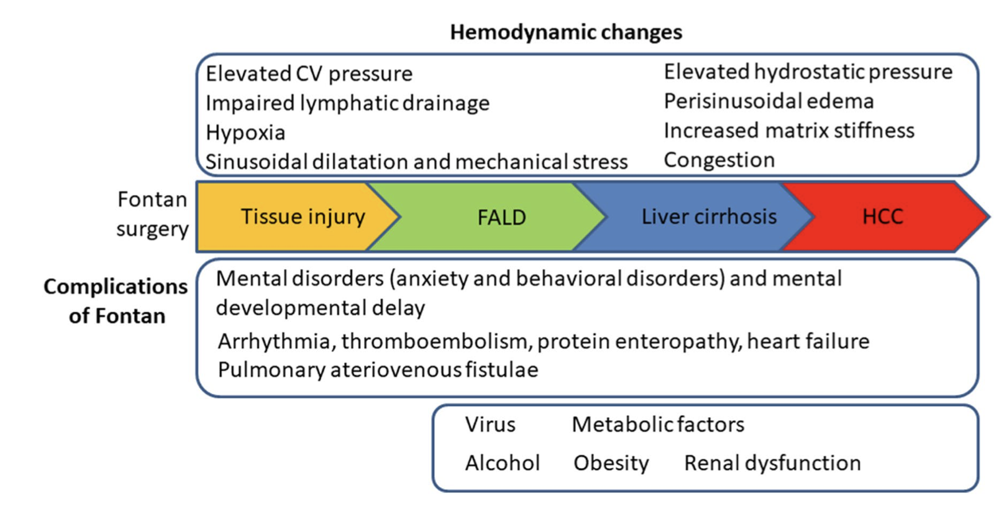 Hemodynamic changes
Elevated CV pressure
Impaired lymphatic drainage
Hypoxia
Sinusoidal dilatation and mechanical stress
Elevated hydrostatic pressure
Perisinusoidal edema
Increased matrix stiffness
Congestion
Fontan
surgery
Tissue injury
FALD
Liver cirrhosis
HCC
Complications
of Fontan
Mental disorders (anxiety and behavioral disorders) and mental
developmental delay
Arrhythmia, thromboembolism, protein enteropathy, heart failure
Pulmonary ateriovenous fistulae
Virus Metabolic factors
Alcohol Obesity Renal dysfunction